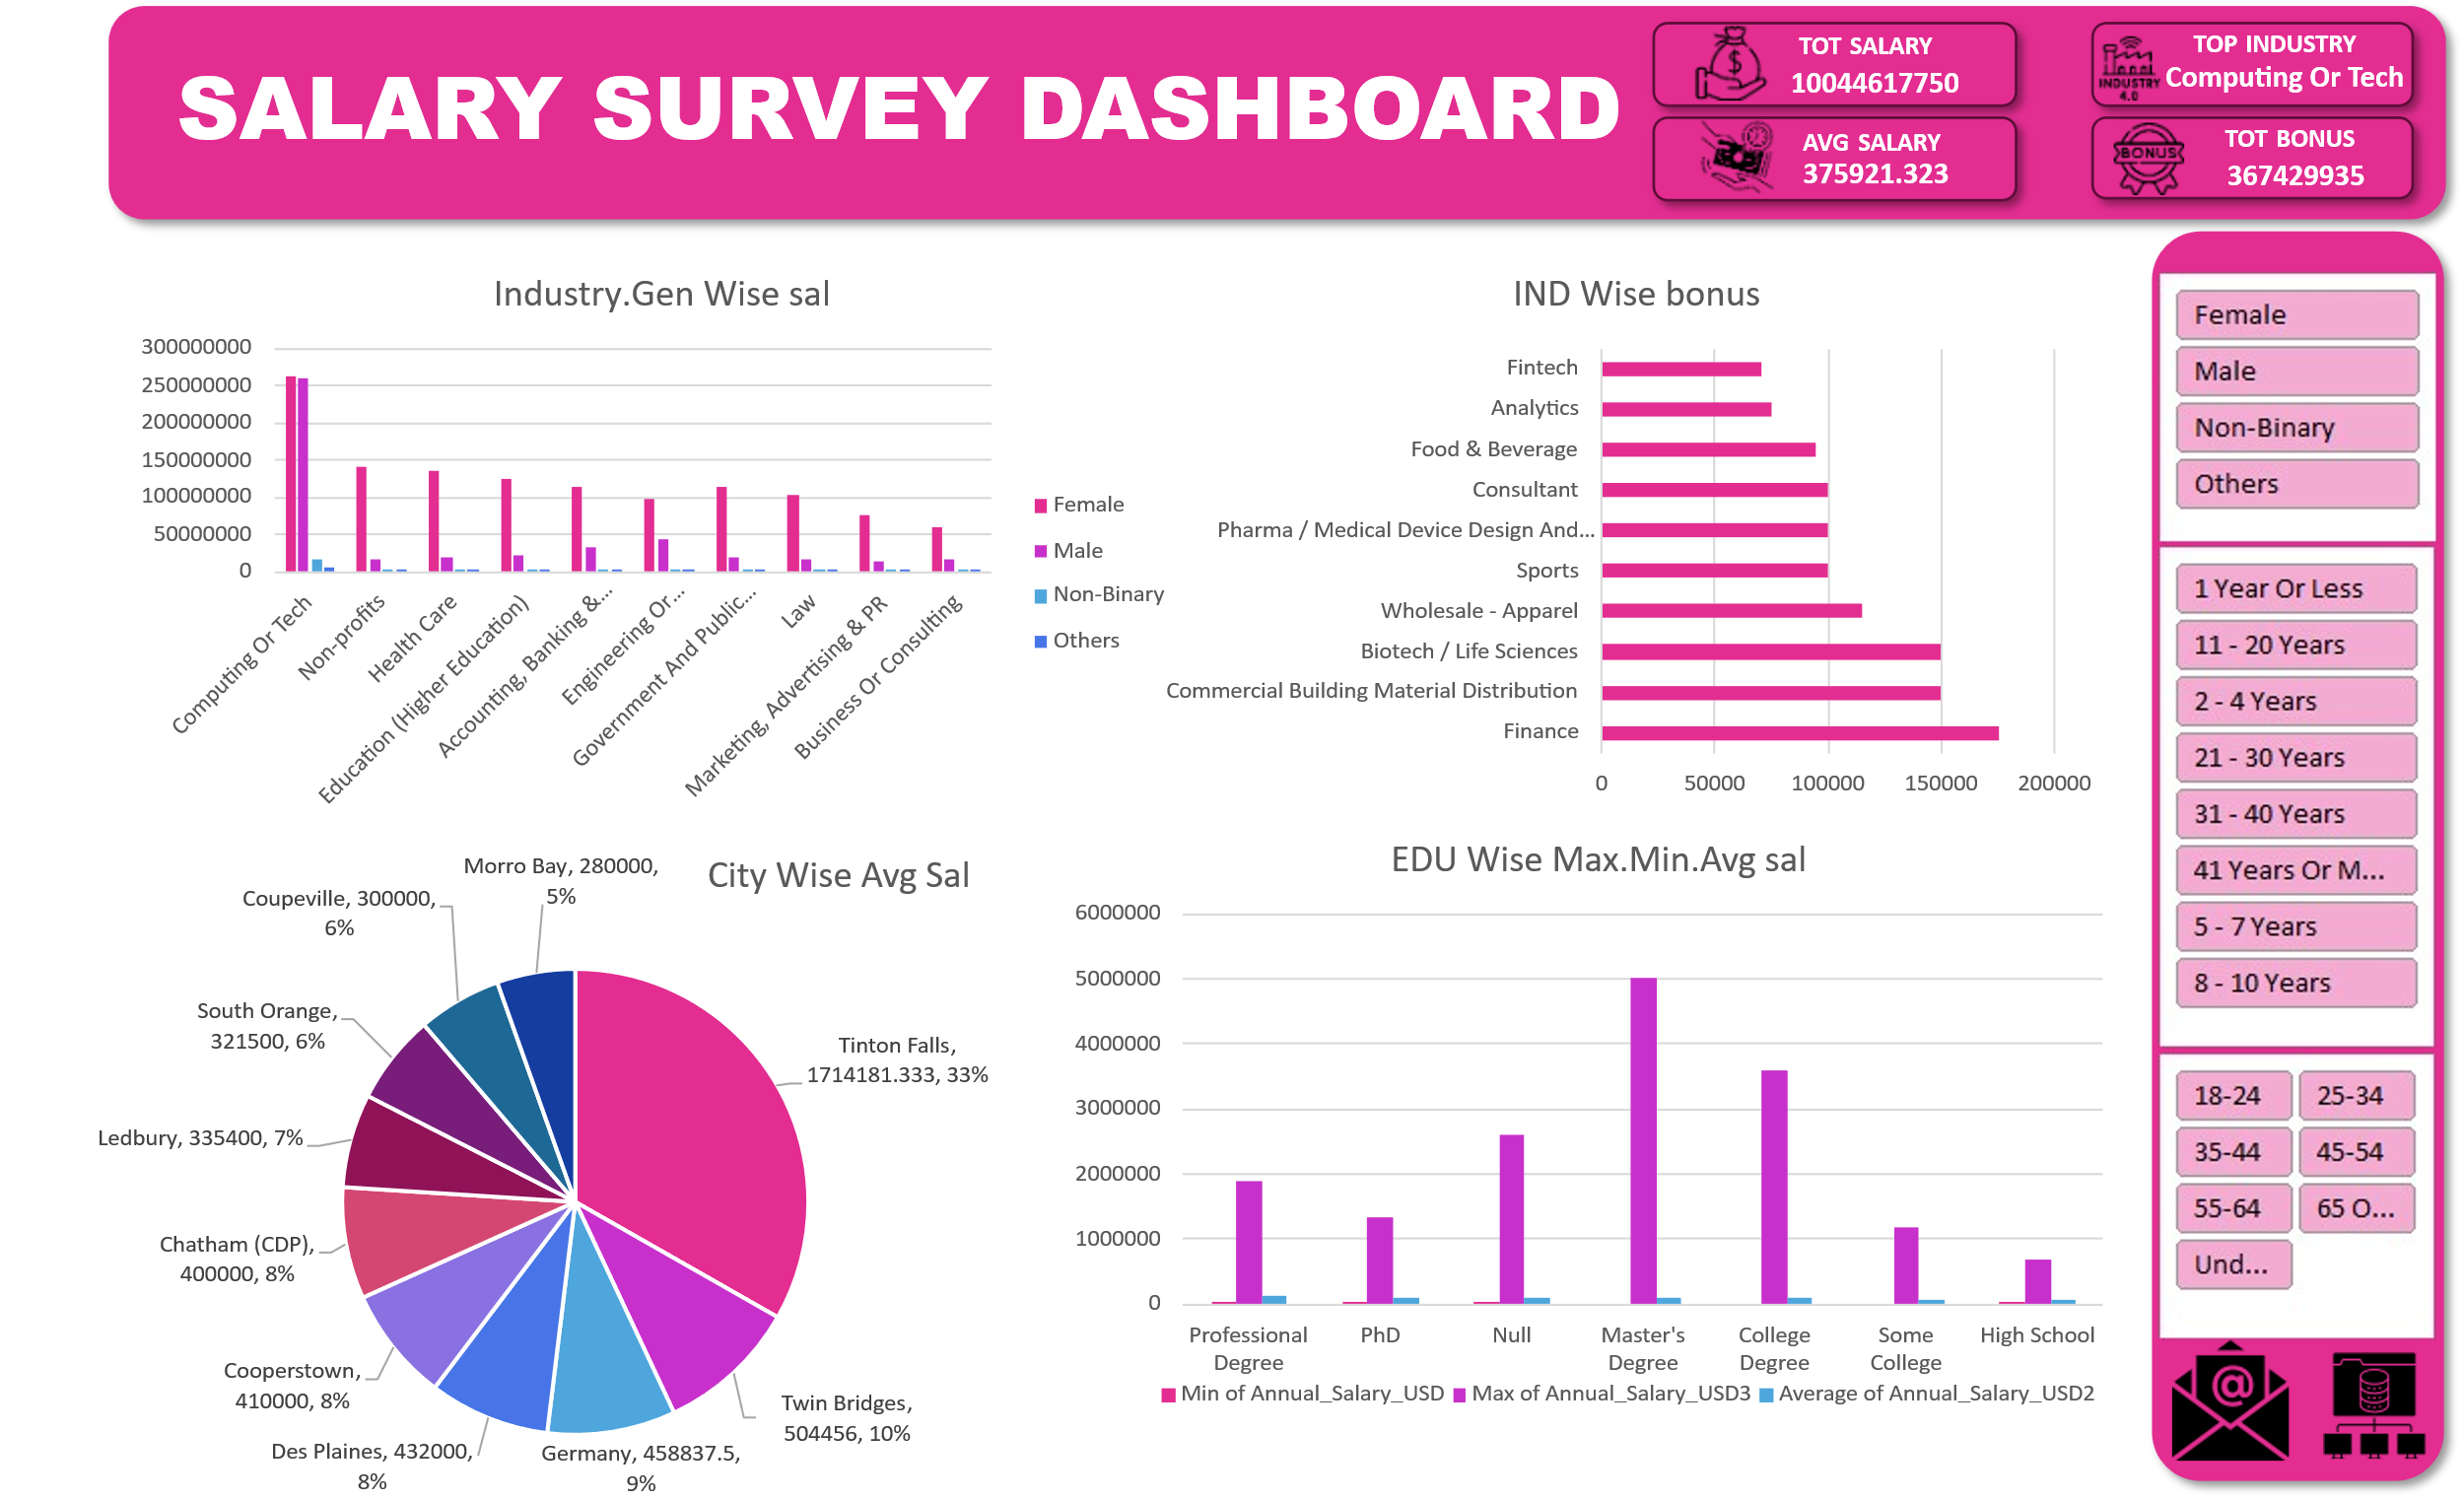 SALARY SURVEY DASHBOARD
TOT SALARY
10044617750
AVG SALARY
375921.323
INDUSTRY
4.0
TOP INDUSTRY
Computing Or Tech
BONUS
TOT BONUS
367429935
Industry.Gen Wise sal
300000000
250000000
200000000
150000000
100000000
50000000
0
Computing Or Tech
Non-profits
Health Care
Education (Higher Education)
Accounting, Banking &...
Engineering Or...
Government And Public...
Law
Marketing, Advertising & PR
Business Or Consulting
Female
Male
Non-Binary
Others
IND Wise bonus
Fintech
Analytics
Food & Beverage
Consultant
Pharma / Medical Device Design And...
Sports
Wholesale - Apparel
Biotech / Life Sciences
Commercial Building Material Distribution
Finance
0 50000 100000 150000 200000
City Wise Avg Sal
Morro Bay, 280000,
5%
Coupeville, 300000,
6%
South Orange,
321500, 6%
Ledbury, 335400, 7%
Chatham (CDP),
400000, 8%
Cooperstown,
410000, 8%
Des Plaines, 432000,
8%
Germany, 458837.5,
9%
Twin Bridges,
504456, 10%
Tinton Falls,
1714181.333, 33%
EDU Wise Max.Min.Avg sal
6000000
5000000
4000000
3000000
2000000
1000000
0
Professional
Degree
PhD
Null
Master's
Degree
College
Degree
Some
College
High School
Min of Annual_Salary_USD Max of Annual_Salary_USD3 Average of Annual_Salary_USD2
Female
Male
Non-Binary
Others
1 Year Or Less
11 - 20 Years
2 - 4 Years
21 - 30 Years
31 - 40 Years
41 Years Or M...
5 - 7 Years
8 - 10 Years
18-24 25-34
35-44 45-54
55-64 65 O...
Und...
@